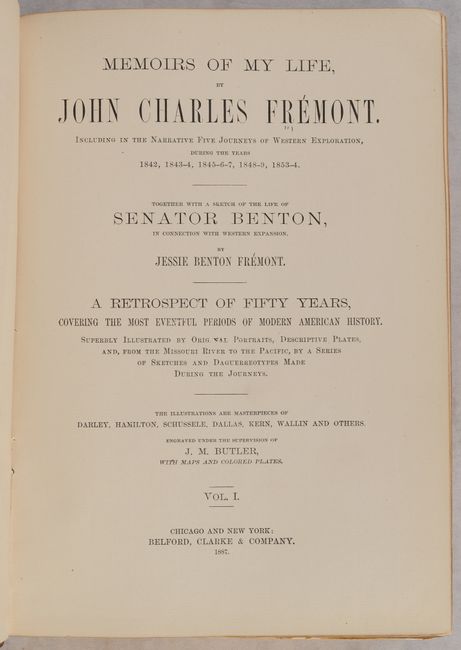 MEMOIRS OF MY LIFE,
BY
JOHN CHARLES FRÉMONT.
INCLUDING IN THE NARRATIVE FIVE JOURNEYS OF WESTERN EXPLORATION,
DURING THE YEARS
1842, 1843-4, 1845-6-7, 1848-9, 1853-4.
TOGETHER WITH A SKETCH OF THE LIFE OF
SENATOR BENTON,
IN CONNECTION WITH WESTERN EXPANSION.
BY
JESSIE BENTON FRÉMONT.
A RETROSPECT OF FIFTY YEARS,
COVERING THE MOST EVENTFUL PERIODS OF MODERN AMERICAN HISTORY.
SUPERBLY ILLUSTRATED BY ORIGINAL PORTRAITS, DESCRIPTIVE PLATES,
AND, FROM THE MISSOURI RIVER TO THE PACIFIC, BY A SERIES
OF SKETCHES AND DAGUERREOTYPES MADE
DURING THE JOURNEYS.
THE ILLUSTRATIONS ARE MASTERPIECES OF
DARLEY, HAMILTON, SCHUSSELE, DALLAS, KERN, WALLIN AND OTHERS,
ENGRAVED UNDER THE SUPERVISION OF
J. M. BUTLER,
WITH MAPS AND COLORED PLATES.
VOL. I.
CHICAGO AND NEW YORK:
BELFORD, CLARKE & COMPANY.
1887.